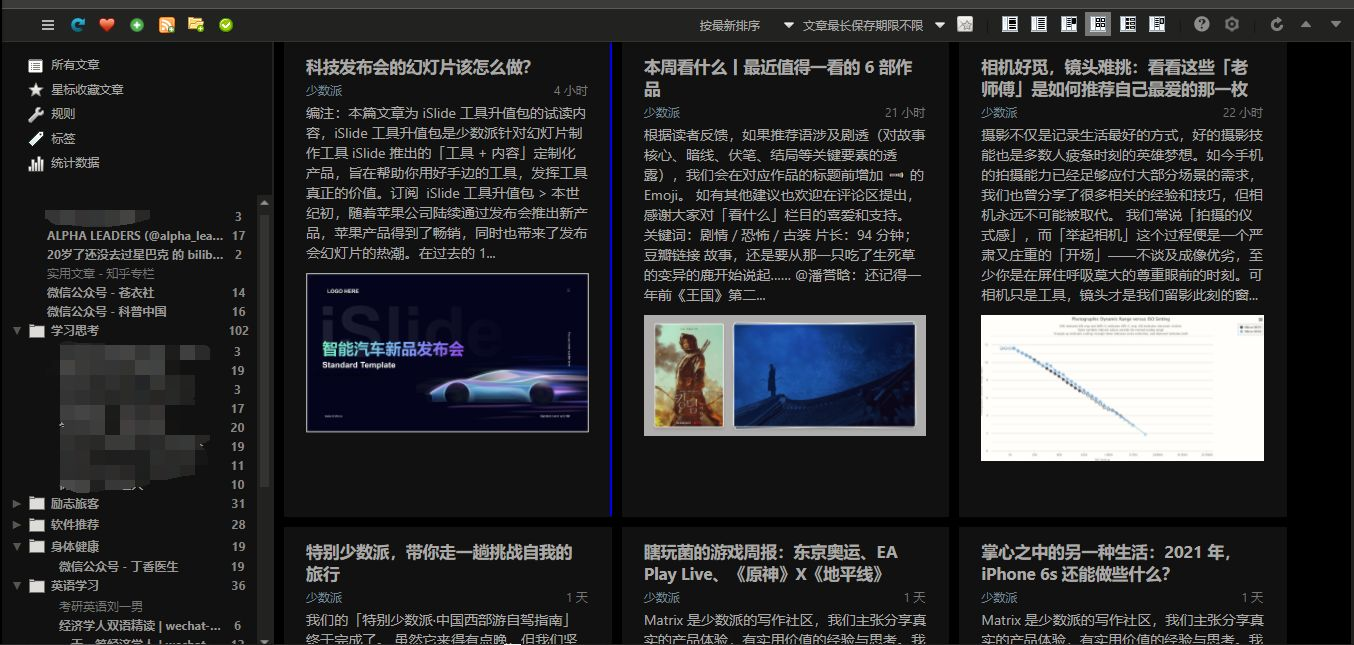 按最新排序
文章最长保存期限不限
所有文章
星标收藏文章
规则
标签
统计数据
3
ALPHA LEADERS (@alpha_lea... 17
20岁了还没去过星巴克 的 bilib... 2
实用文章 - 知乎专栏
微信公众号 - 苍衣社 14
微信公众号 - 科普中国 16
学习思考 102
3
19
3
17
20
19
11
10
励志旅客 31
软件推荐 28
身体健康 19
微信公众号 - 丁香医生 19
英语学习 36
考研英语刘一男
经济学人双语精读 | wechat-... 6
科技发布会的幻灯片该怎么做？
少数派 4 小时
编注：本篇文章为 iSlide 工具升值包的试读内
容，iSlide 工具升值包是少数派针对幻灯片制
作工具 iSlide 推出的「工具 + 内容」定制化
产品，旨在帮助你用好手边的工具，发挥工具
真正的价值。订阅 iSlide 工具升值包 > 本世
纪初，随着苹果公司陆续通过发布会推出新产
品，苹果产品得到了畅销，同时也带来了发布
会幻灯片的热潮。在过去的 1...
LOGO HERE
iSlide
智能汽车新品发布会
Standard Template
本周看什么丨最近值得一看的 6 部作
品
少数派 21 小时
根据读者反馈，如果推荐语涉及剧透（对故事
核心、暗线、伏笔、结局等关键要素的透
露），我们会在对应作品的标题前增加 的
Emoji。 如有其他建议也欢迎在评论区提出，
感谢大家对「看什么」栏目的喜爱和支持。
关键词：剧情 / 恐怖 / 古装 片长：94 分钟；
豆瓣链接 故事，还是要从那一只吃了生死草
的变异的鹿开始说起…… @潘誉晗：还记得一
年前《王国》第二...
킹덤
相机好觅，镜头难挑：看看这些「老
师傅」是如何推荐自己最爱的那一枚
少数派 22 小时
摄影不仅是记录生活最好的方式，好的摄影技
能也是多数人疲惫时刻的英雄梦想。如今手机
的拍摄能力已经足够应付大部分场景的需求，
我们也曾分享了很多相关的经验和技巧，但相
机永远不可能被取代。 我们常说「拍摄的仪
式感」，而「举起相机」这个过程便是一个严
肃又庄重的「开场」——不谈及成像优劣，至
少你是在屏住呼吸莫大的尊重眼前的时刻。可
相机只是工具，镜头才是我们留影此刻的窗...
Photographic Dynamic Range versus ISO Setting
特别少数派，带你走一趟挑战自我的
旅行
少数派 1 天
我们的「特别少数派·中国西部游自驾指南」
终于完成了。 虽然它来得有点晚，但我们坚
瞎玩菌的游戏周报：东京奥运、EA
Play Live、《原神》X《地平线》
少数派 1 天
Matrix 是少数派的写作社区，我们主张分享真
实的产品体验，有实用价值的经验与思考。我
掌心之中的另一种生活：2021 年，
iPhone 6s 还能做些什么？
少数派 1 天
Matrix 是少数派的写作社区，我们主张分享真
实的产品体验，有实用价值的经验与思考。我